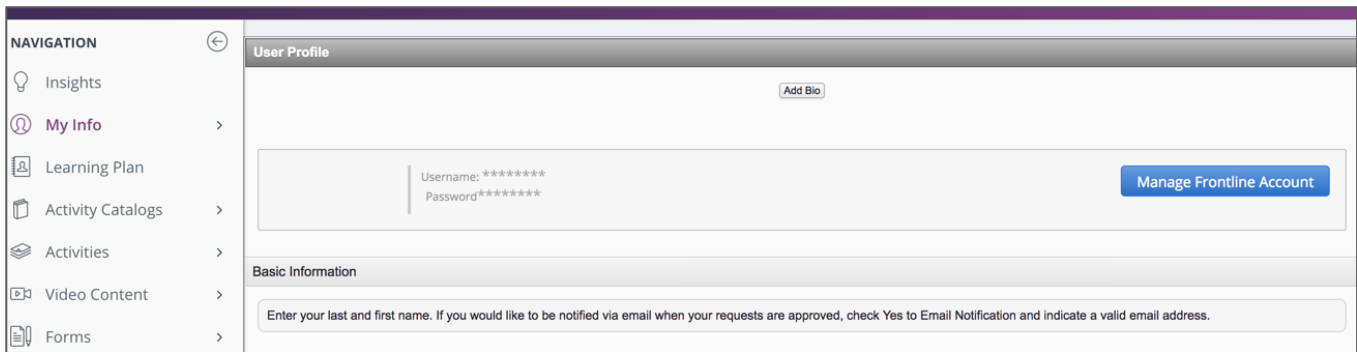 NAVIGATION
Insights
My Info
Learning Plan
Activity Catalogs
Activities
Video Content
Forms
User Profile
Add Bio
Username: ********
Password********
Manage Frontline Account
Basic Information
Enter your last and first name. If you would like to be notified via email when your requests are approved, check Yes to Email Notification and indicate a valid email address.